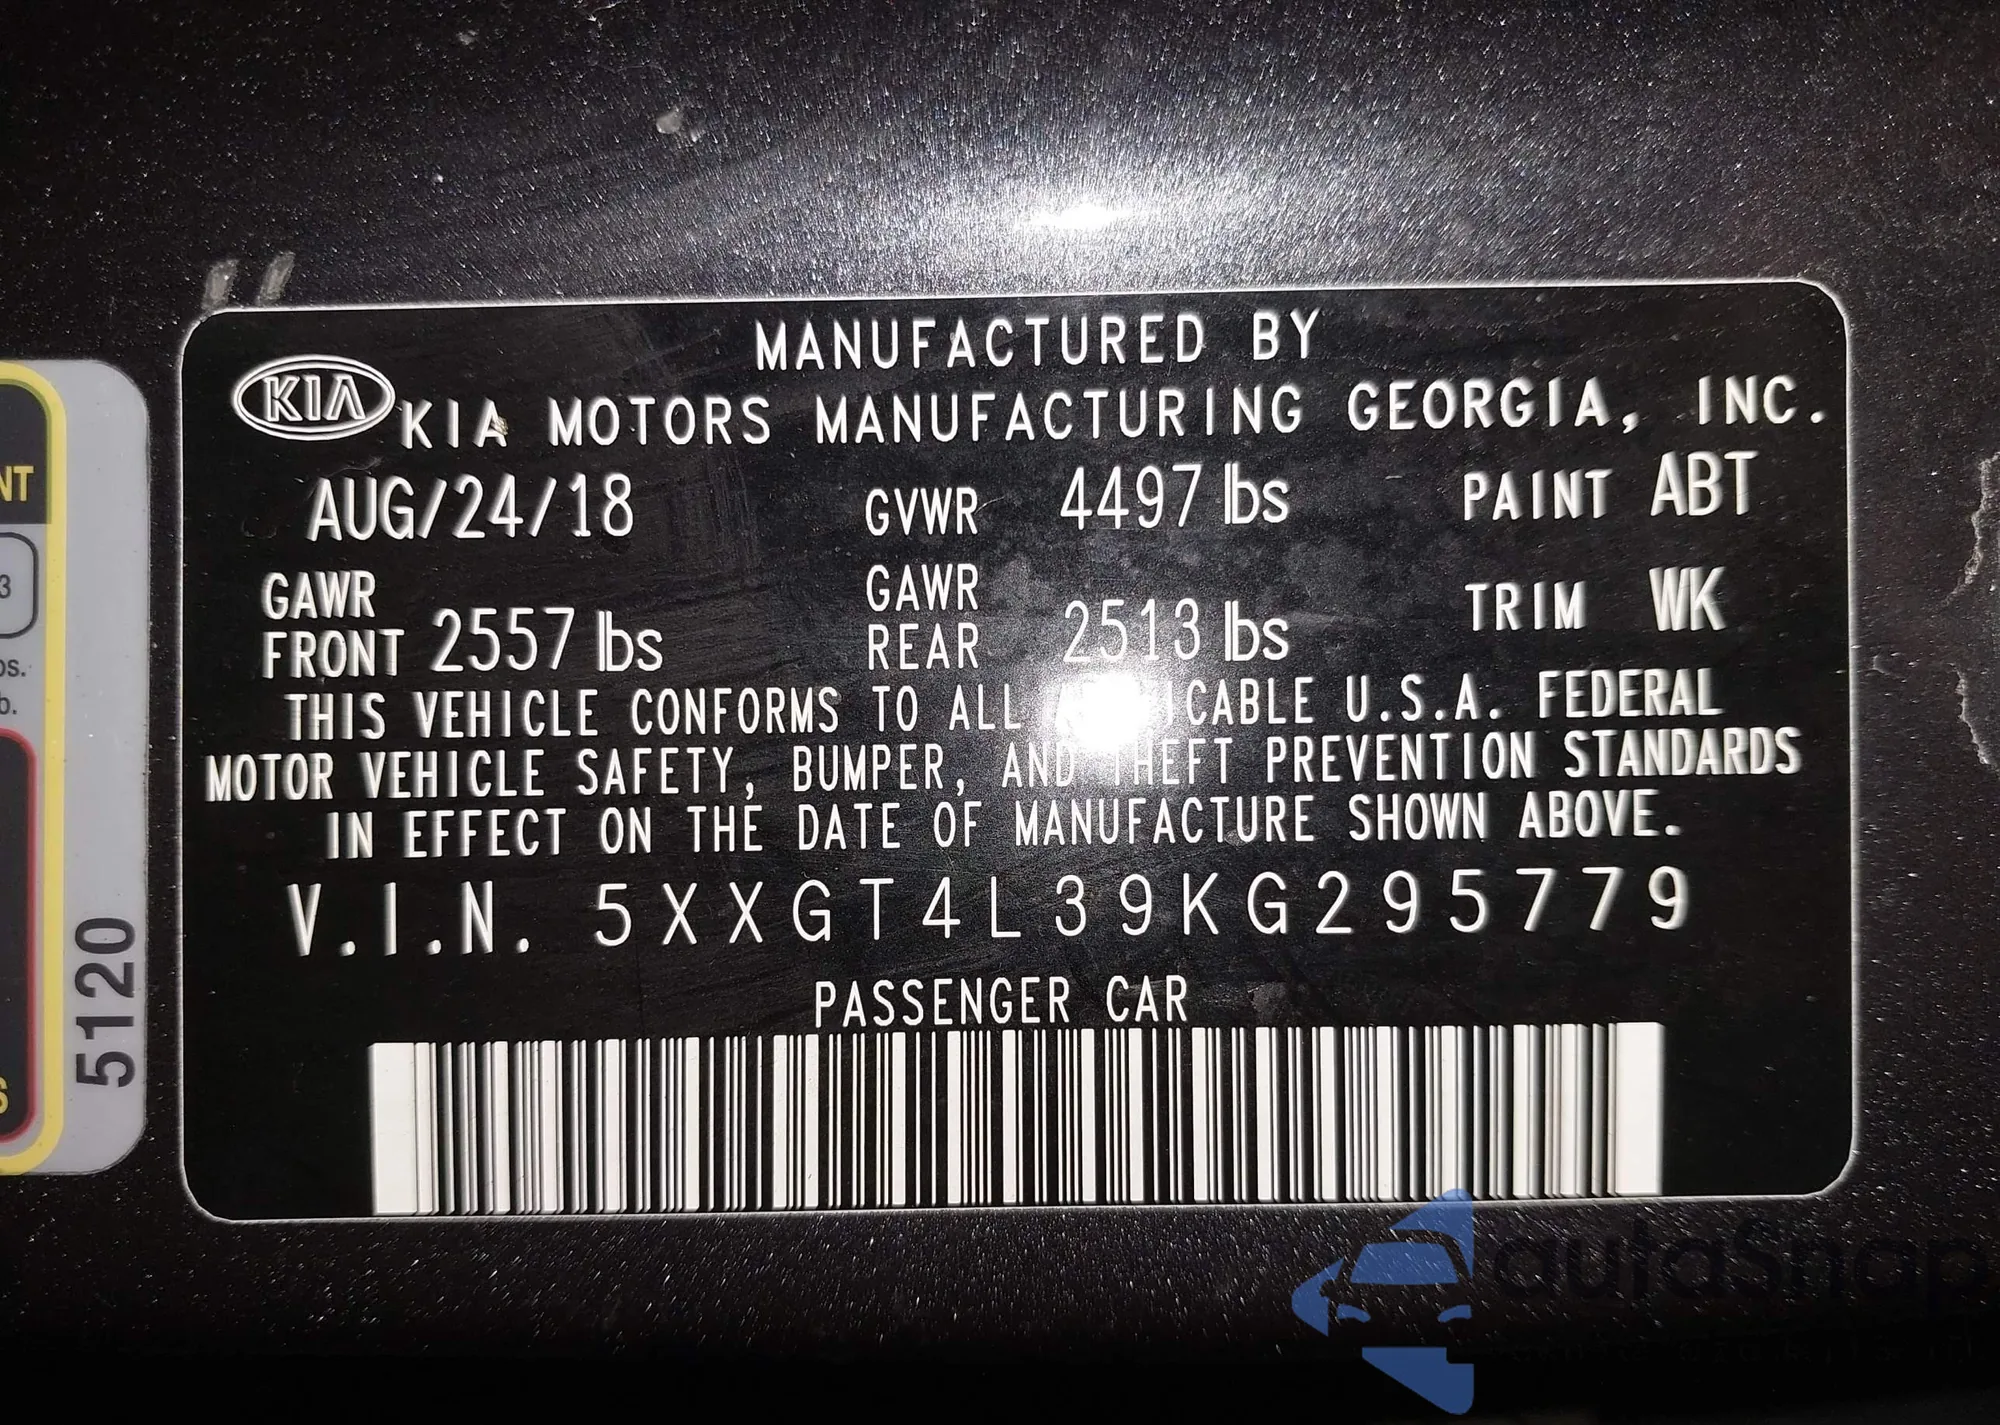 MANUFACTURED BY
KIA KIA MOTORS MANUFACTURING GEORGIA, INC.
AUG/24/18 GVWR 4497 lbs PAINT ABT
GAWR FRONT 2557 lbs GAWR REAR 2513 lbs TRIM WK
THIS VEHICLE CONFORMS TO ALL U.S.A. FEDERAL
MOTOR VEHICLE SAFETY, BUMPER, AND THEFT PREVENTION STANDARDS
IN EFFECT ON THE DATE OF MANUFACTURE SHOWN ABOVE.
V.I.N. 5XXGT4L39KG295779
PASSENGER CAR
5120
autaSnap